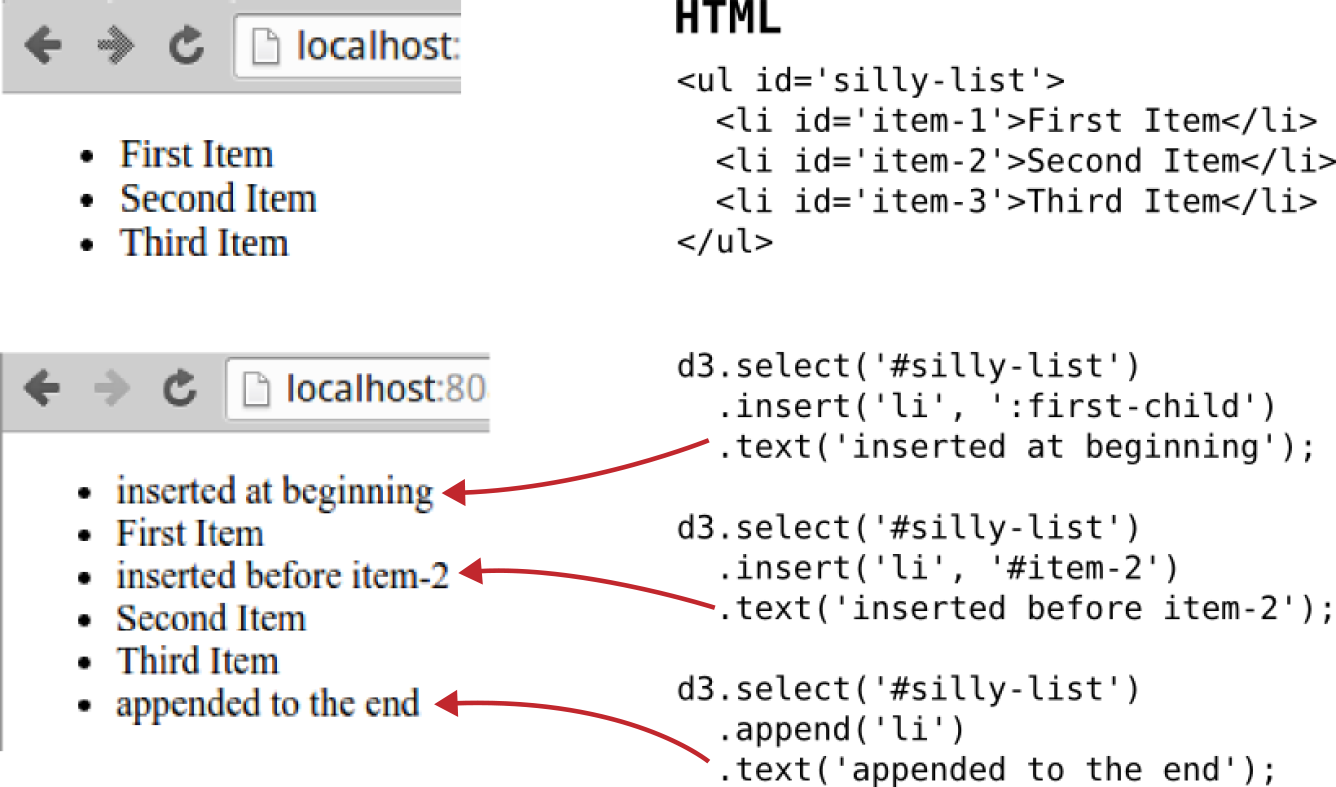 localhost:
• First Item
• Second Item
• Third Item
HTML
<ul id='silly-list'>
  <li id='item-1'>First Item</li>
  <li id='item-2'>Second Item</li>
  <li id='item-3'>Third Item</li>
</ul>
localhost:80
• inserted at beginning
• First Item
• inserted before item-2
• Second Item
• Third Item
• appended to the end
d3.select('#silly-list')
  .insert('li', ':first-child')
  .text('inserted at beginning');
d3.select('#silly-list')
  .insert('li', '#item-2')
  .text('inserted before item-2');
d3.select('#silly-list')
  .append('li')
  .text('appended to the end');